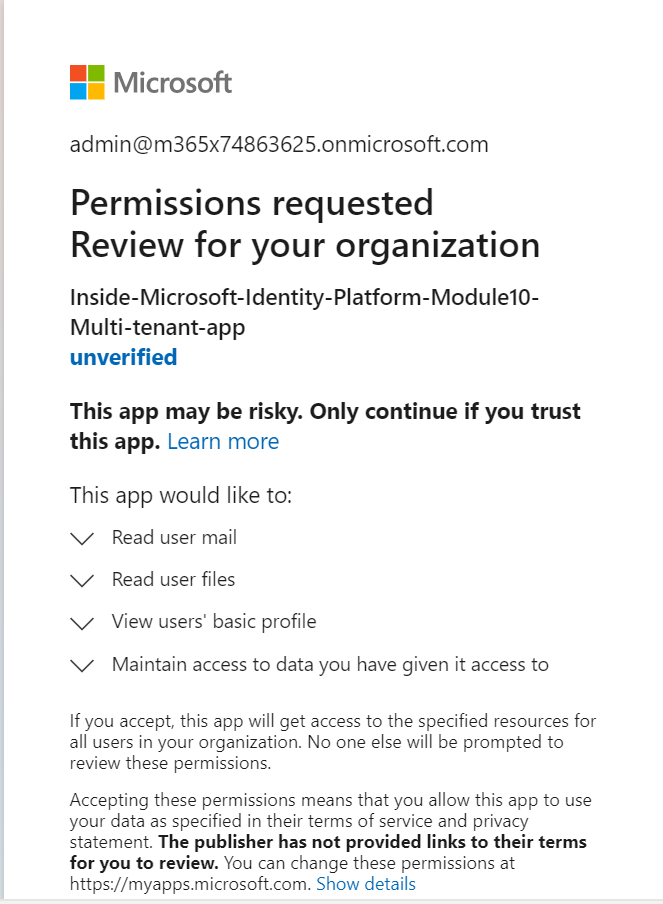 Microsoft
admin@m365x74863625.onmicrosoft.com
Permissions requested
Review for your organization
Inside-Microsoft-Identity-Platform-Module10-
Multi-tenant-app
unverified
This app may be risky. Only continue if you trust
this app. Learn more
This app would like to:
Read user mail
Read user files
View users' basic profile
Maintain access to data you have given it access to
If you accept, this app will get access to the specified resources for
all users in your organization. No one else will be prompted to
review these permissions.
Accepting these permissions means that you allow this app to use
your data as specified in their terms of service and privacy
statement. The publisher has not provided links to their terms
for you to review. You can change these permissions at
https://myapps.microsoft.com. Show details